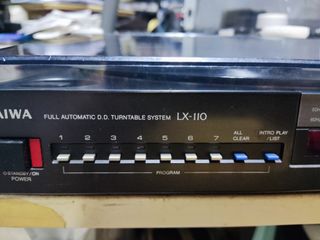 AIWA FULL AUTOMATIC D.D. TURNTABLE SYSTEM LX-110
1 2 3 4 5 6 7 ALL CLEAR INTRO PLAY /LIST
⏻STANDBY/ON
POWER
PROGRAM